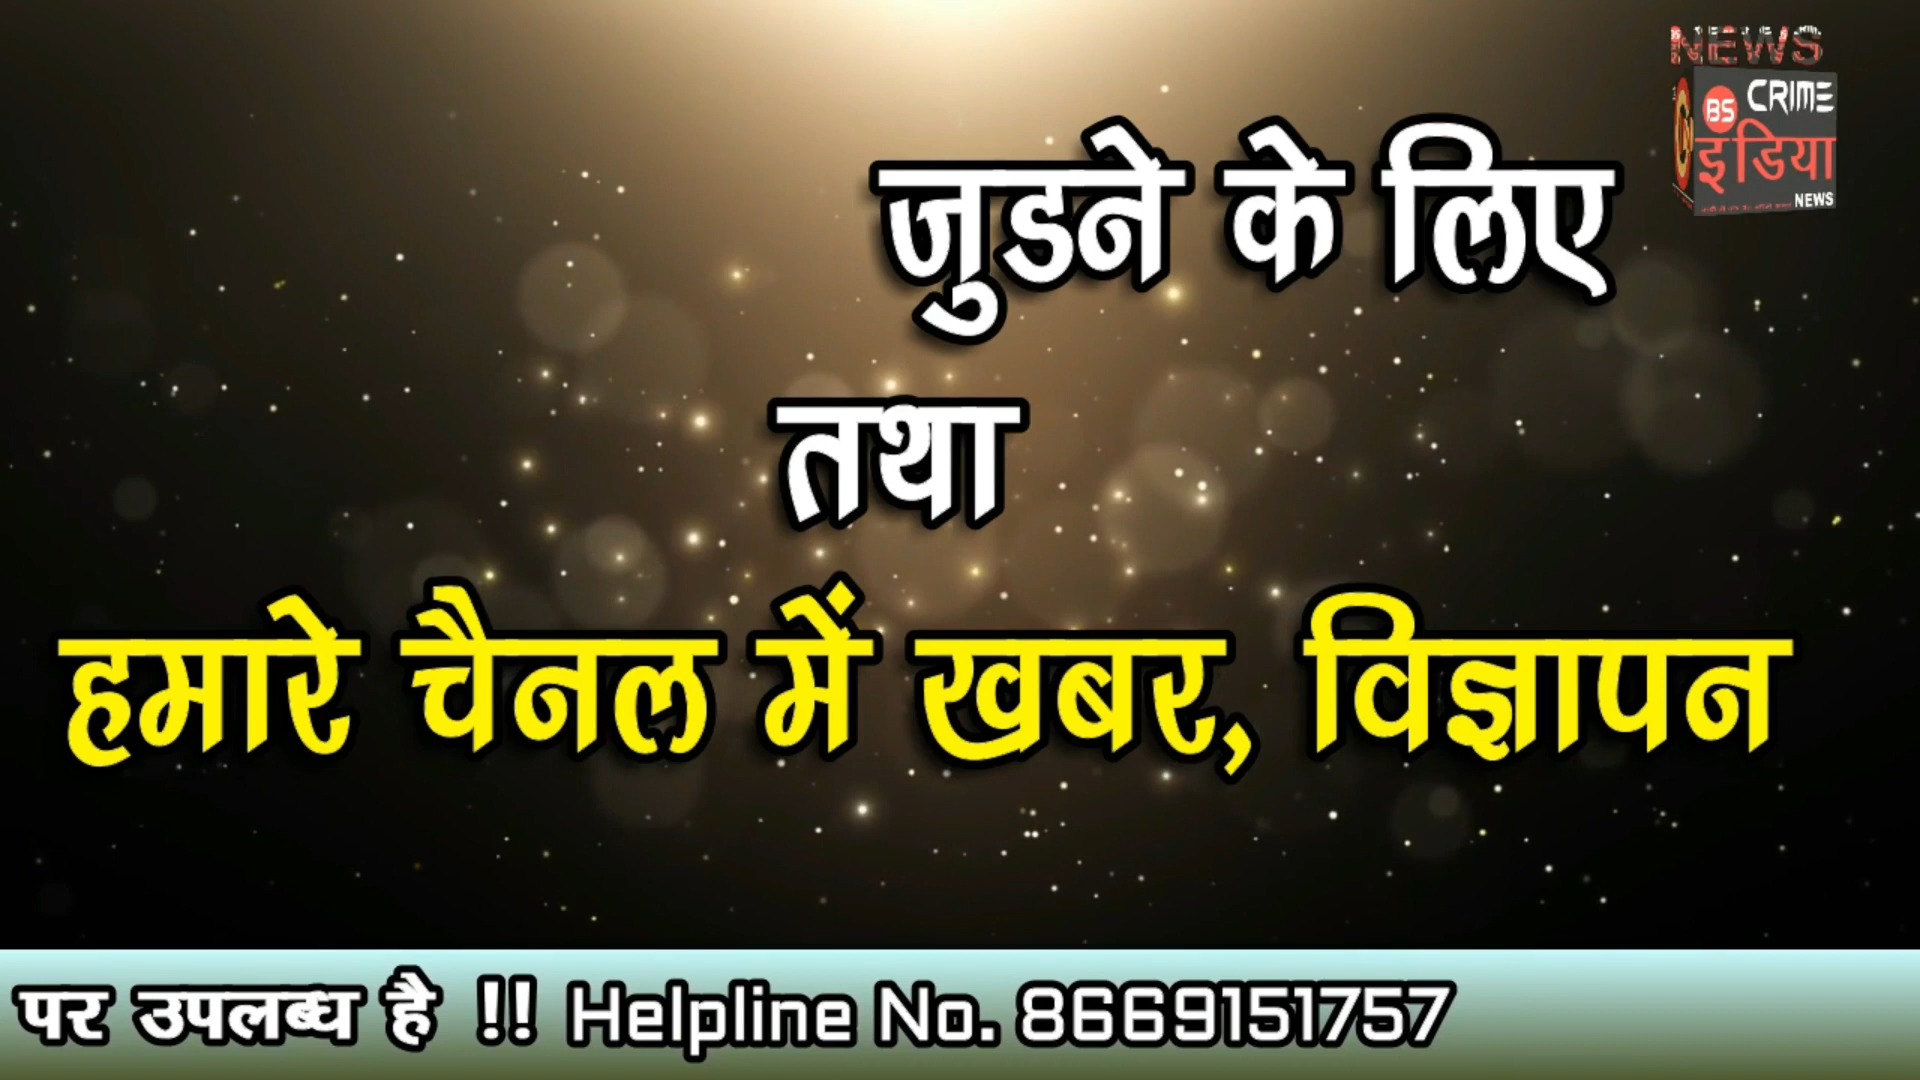 NEWS
BS CRIME
इंडिया
NEWS
जुडने के लिए
तथा
हमारे चैनल में खबर, विज्ञापन
पर उपलब्ध है !! Helpline No. 8669151757